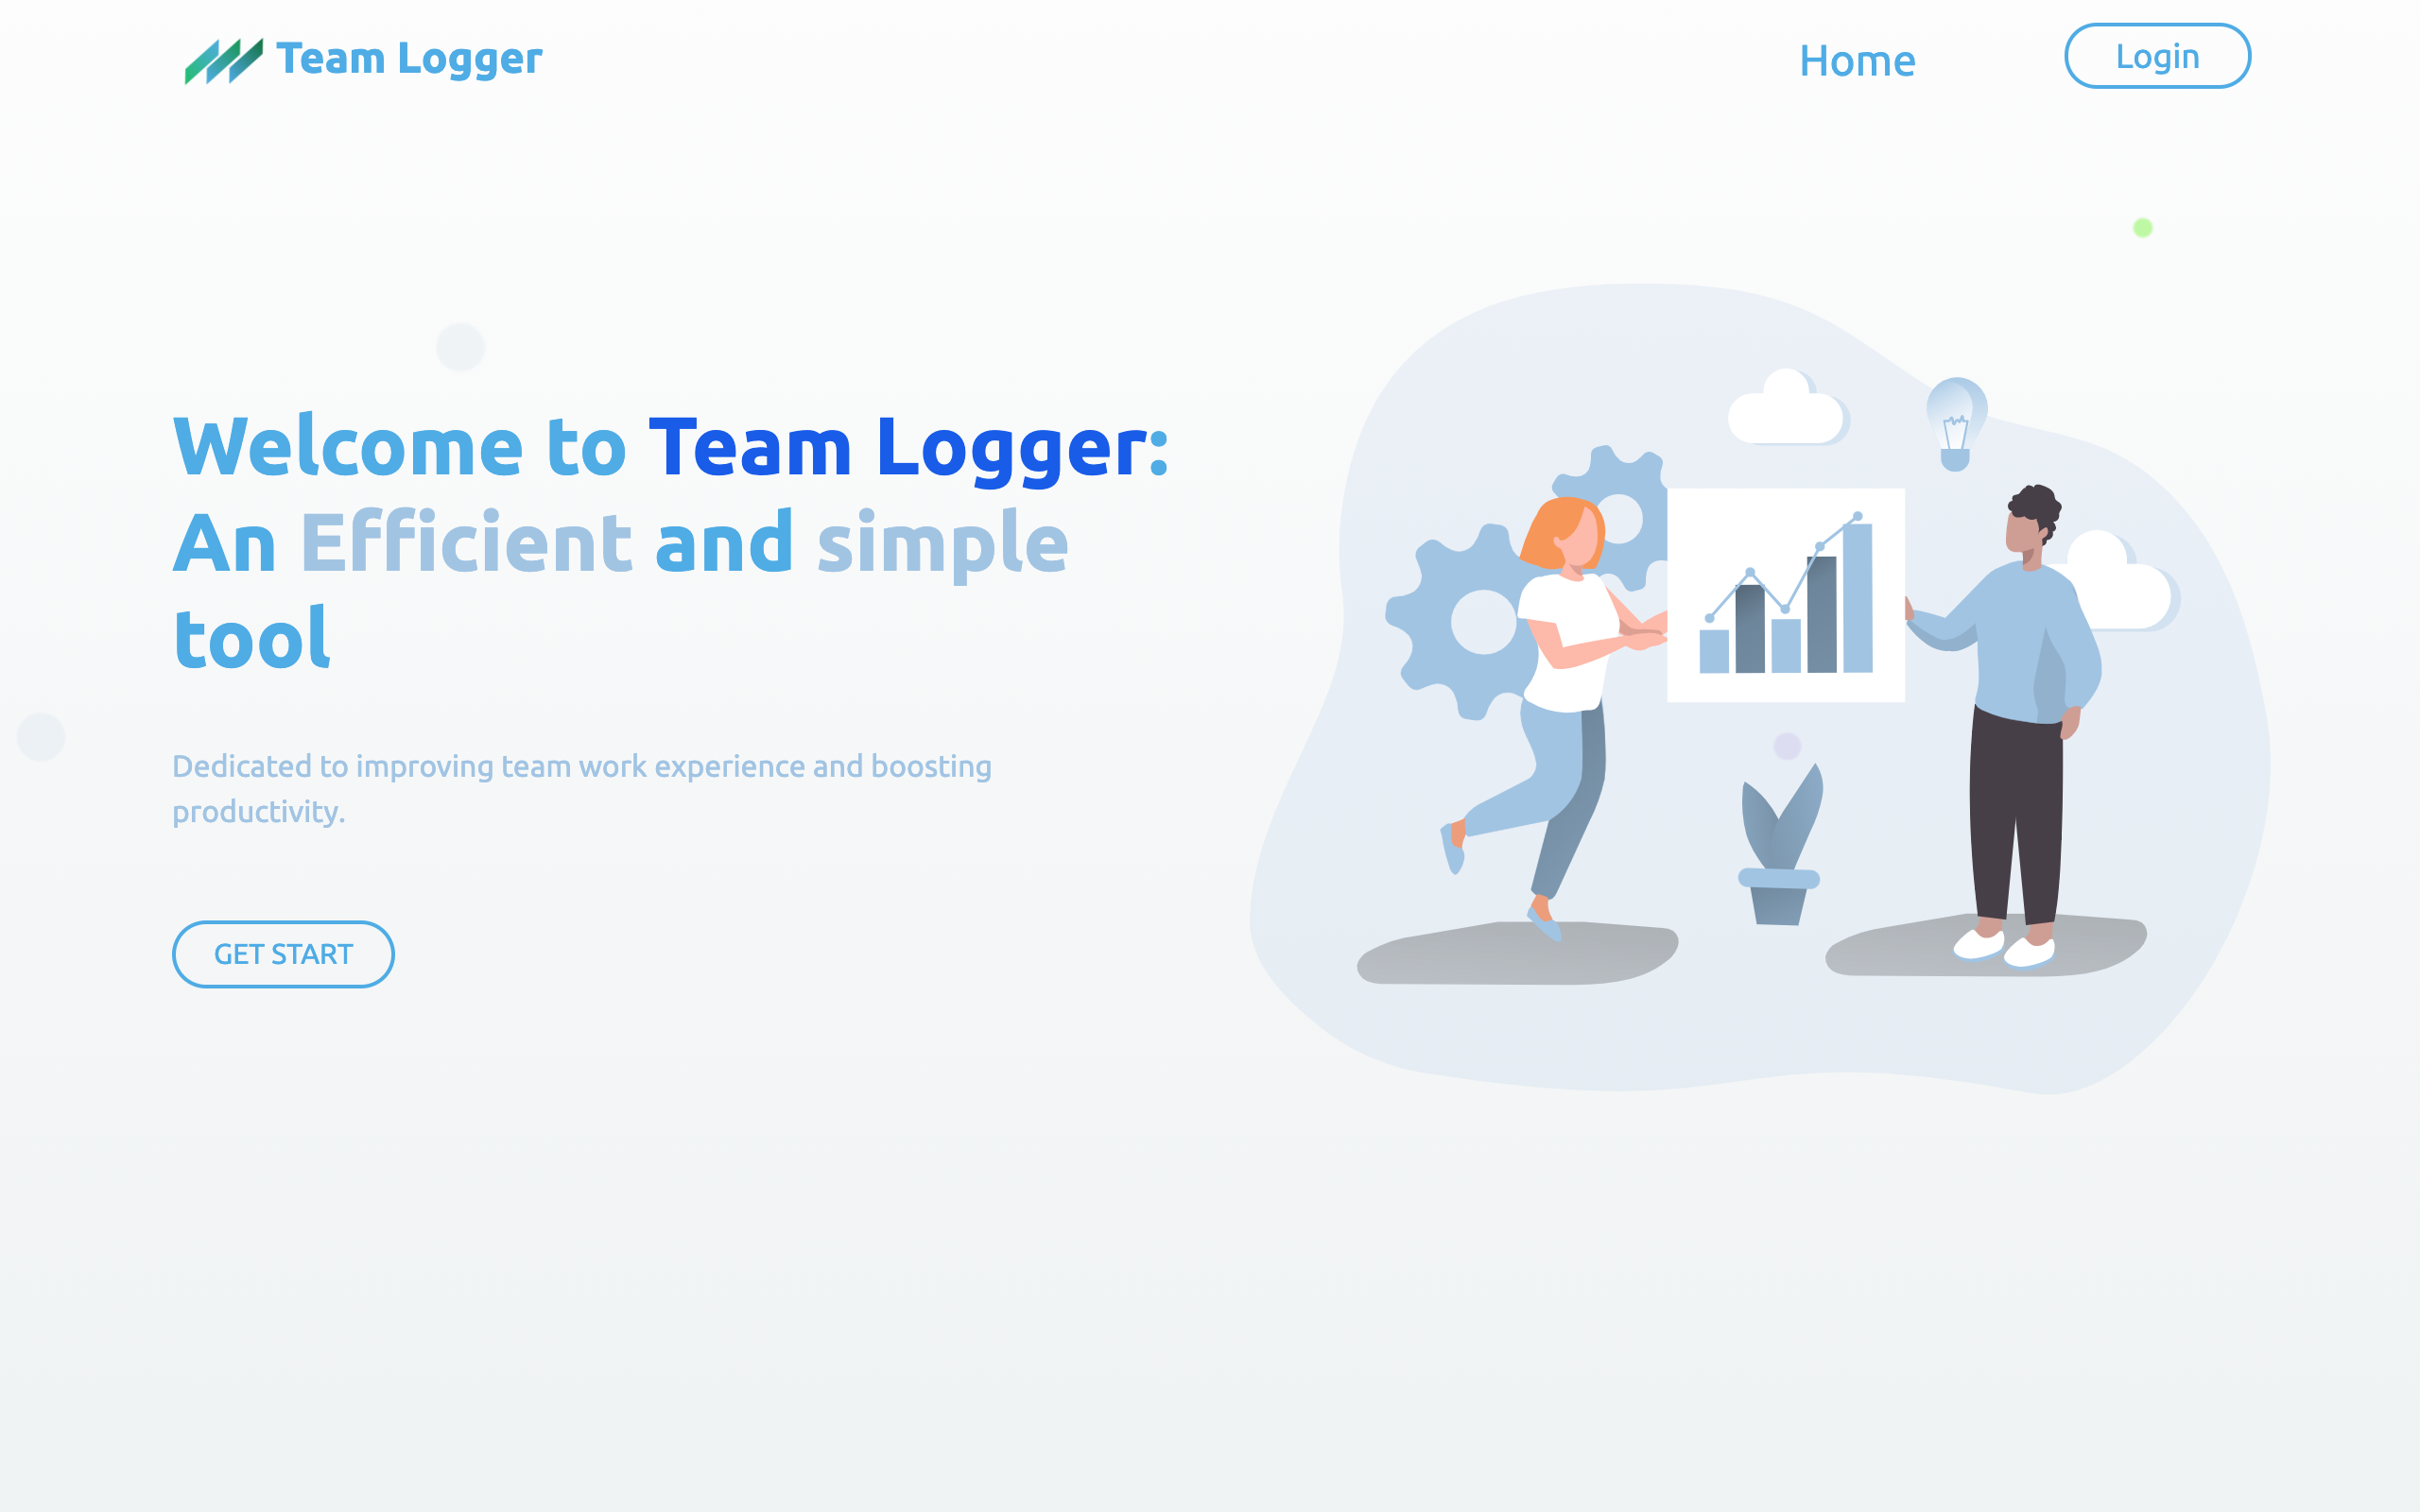 Team Logger
Home
Login
Welcome to Team Logger:
An Efficient and simple
tool
Dedicated to improving team work experience and boosting
productivity.
GET START